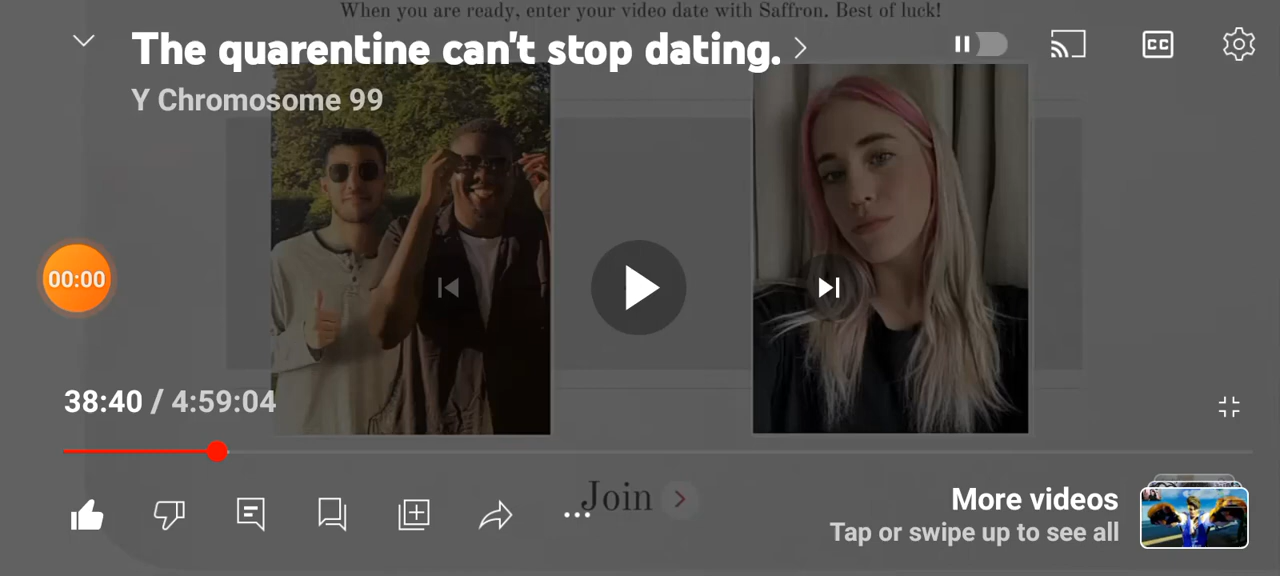 When you are ready, enter your video date with Saffron. Best of luck!
The quarentine can't stop dating.
Y Chromosome 99
CC
00:00
38:40 / 4:59:04
Join
More videos
Tap or swipe up to see all